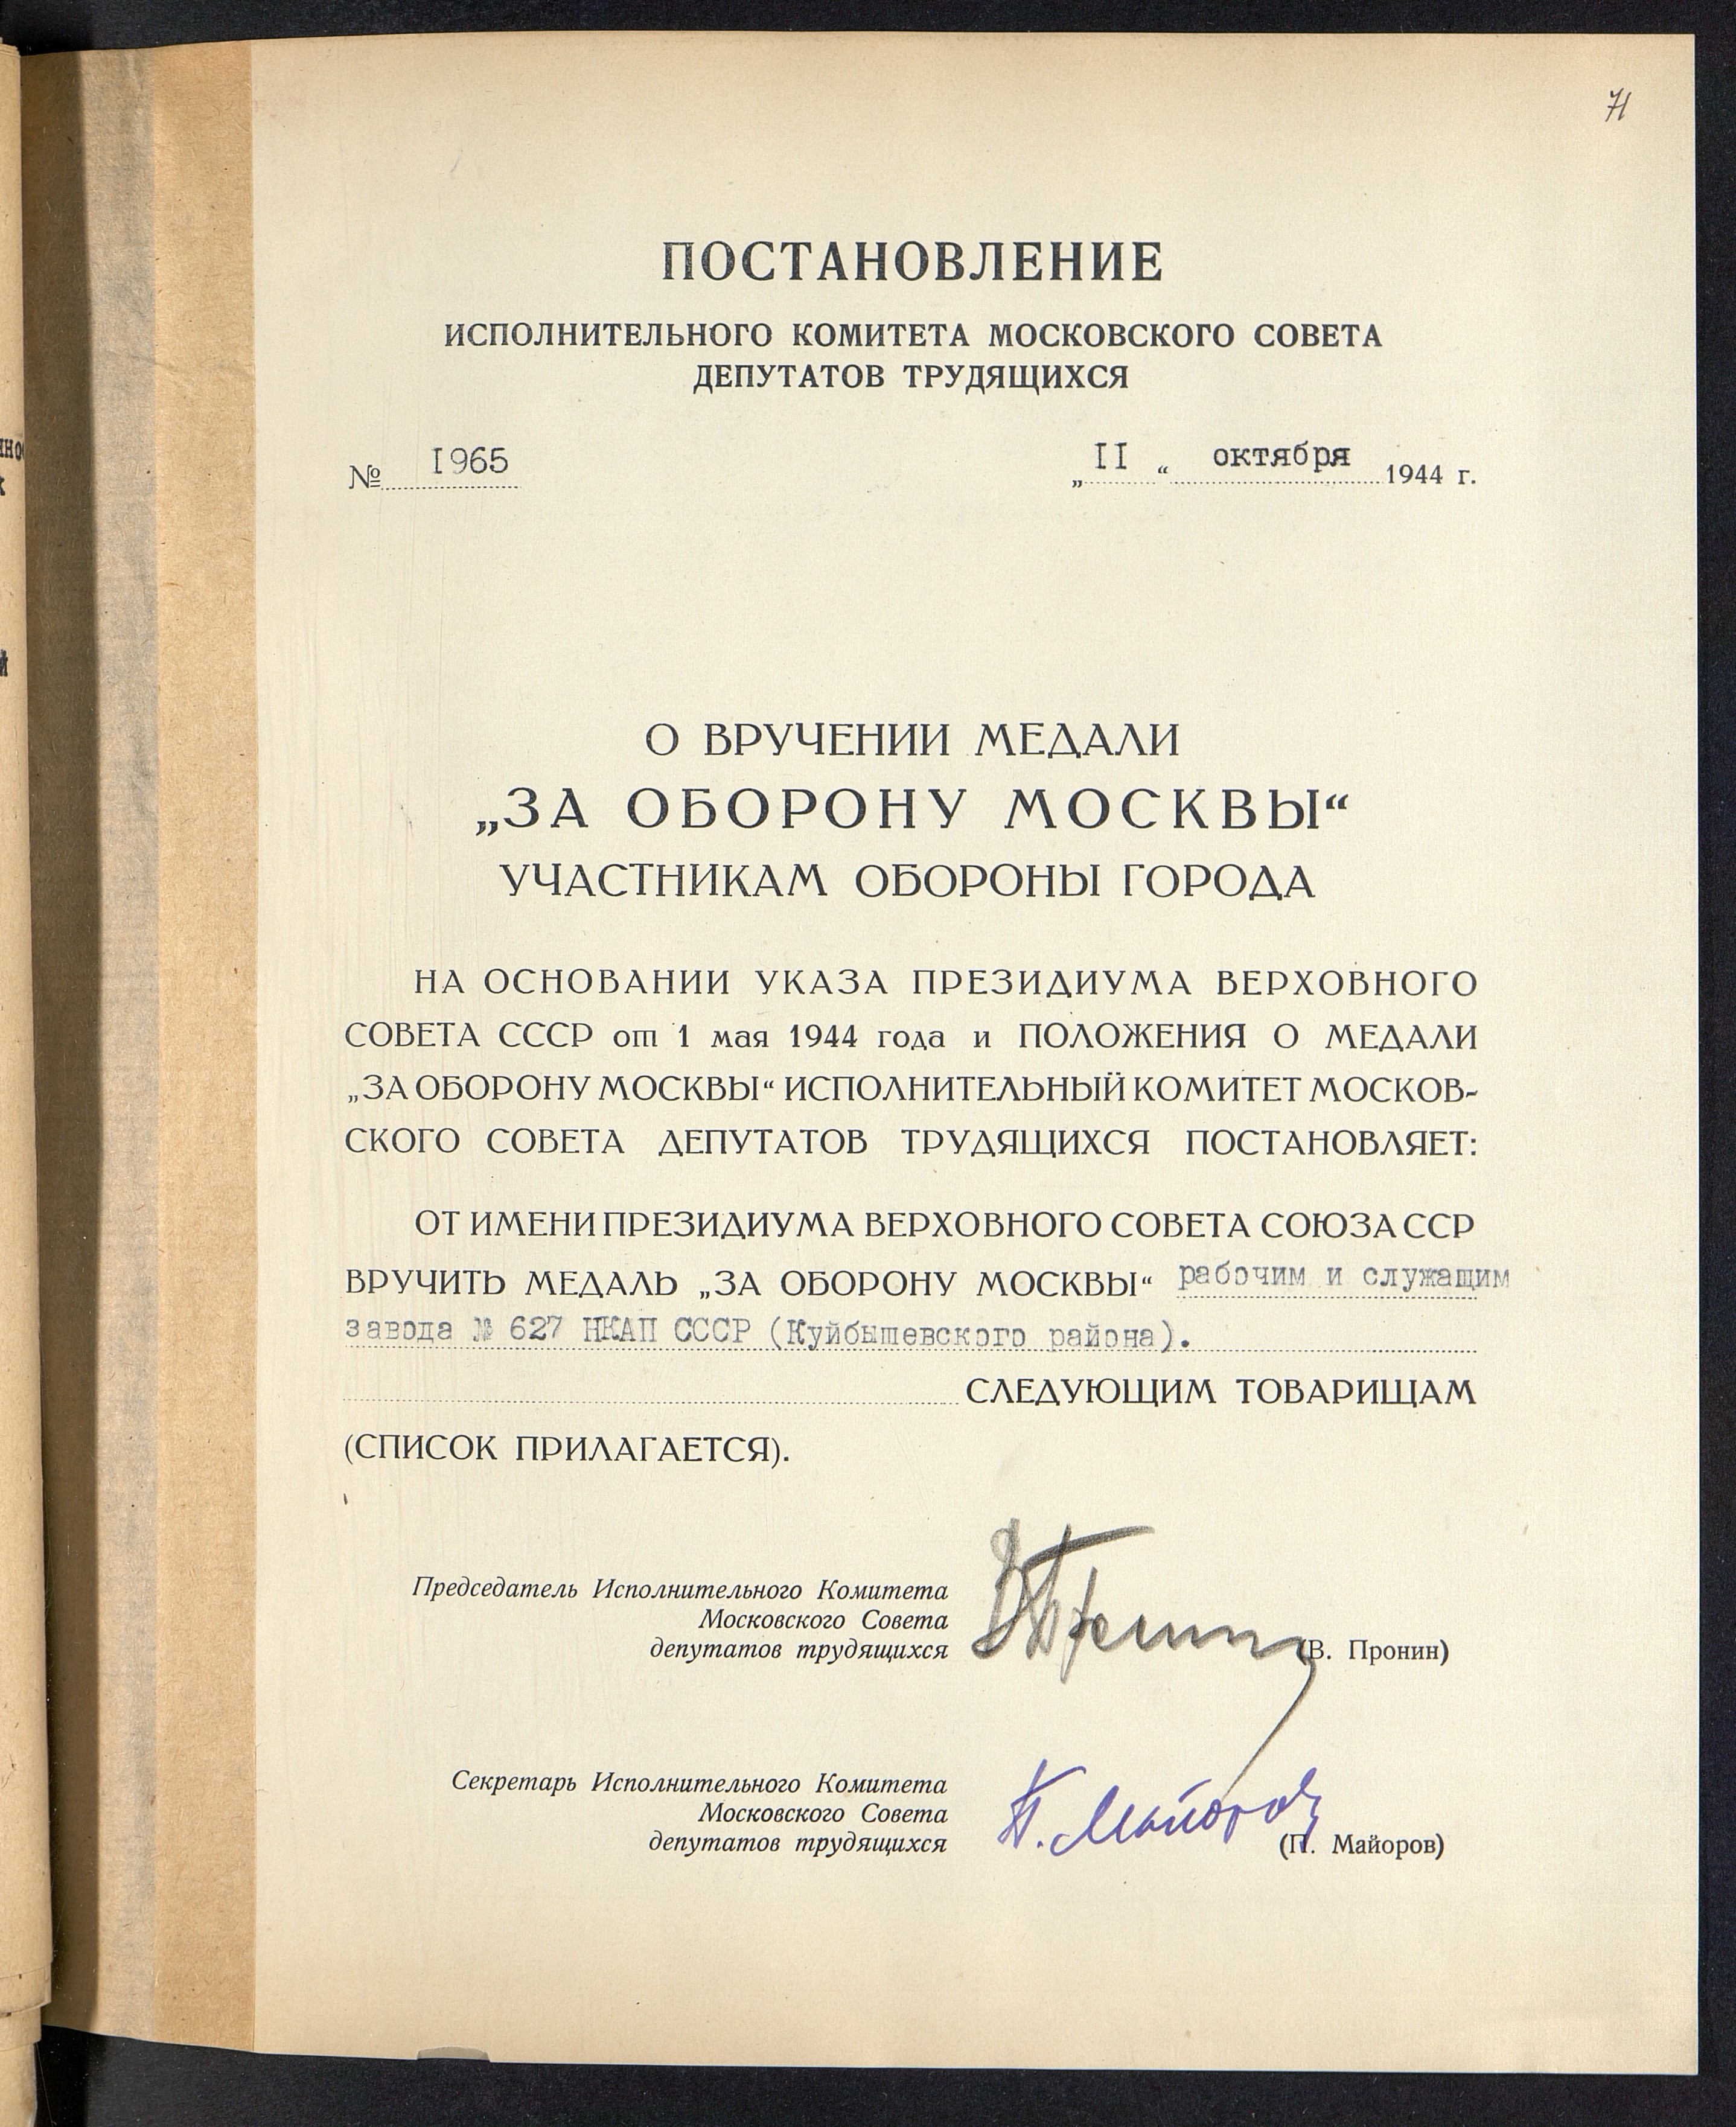 71
ПОСТАНОВЛЕНИЕ
ИСПОЛНИТЕЛЬНОГО КОМИТЕТА МОСКОВСКОГО СОВЕТА
ДЕПУТАТОВ ТРУДЯЩИХСЯ
№ I965 „II“ октября 1944 г.
О ВРУЧЕНИИ МЕДАЛИ
„ЗА ОБОРОНУ МОСКВЫ“
УЧАСТНИКАМ ОБОРОНЫ ГОРОДА
НА ОСНОВАНИИ УКАЗА ПРЕЗИДИУМА ВЕРХОВНОГО
СОВЕТА СССР от 1 мая 1944 года и ПОЛОЖЕНИЯ О МЕДАЛИ
„ЗА ОБОРОНУ МОСКВЫ“ ИСПОЛНИТЕЛЬНЫЙ КОМИТЕТ МОСКОВ-
СКОГО СОВЕТА ДЕПУТАТОВ ТРУДЯЩИХСЯ ПОСТАНОВЛЯЕТ:
ОТ ИМЕНИ ПРЕЗИДИУМА ВЕРХОВНОГО СОВЕТА СОЮЗА ССР
ВРУЧИТЬ МЕДАЛЬ „ЗА ОБОРОНУ МОСКВЫ“ рабочим и служащим
завода № 627 НКАП СССР (Куйбышевского района).
СЛЕДУЮЩИМ ТОВАРИЩАМ
(СПИСОК ПРИЛАГАЕТСЯ).
Председатель Исполнительного Комитета
Московского Совета
депутатов трудящихся ВПронин (В. Пронин)
Секретарь Исполнительного Комитета
Московского Совета
депутатов трудящихся П. Майоров (П. Майоров)